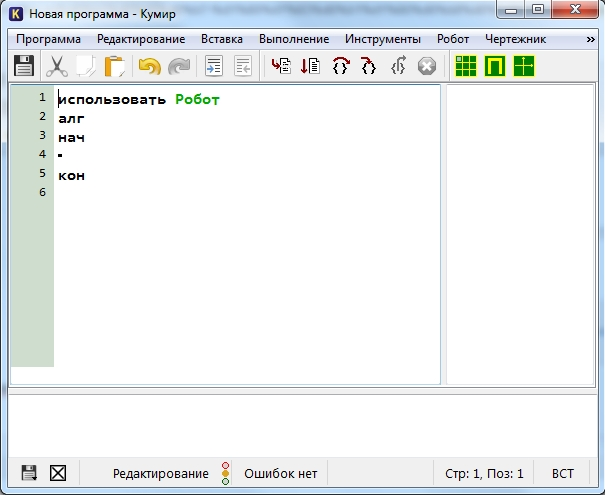 Новая программа - Кумир
Программа Редактирование Вставка Выполнение Инструменты Робот Чертежник »
1 использовать Робот
2 алг
3 нач
4
5 кон
6
Редактирование Ошибок нет Стр: 1, Поз: 1 ВСТ